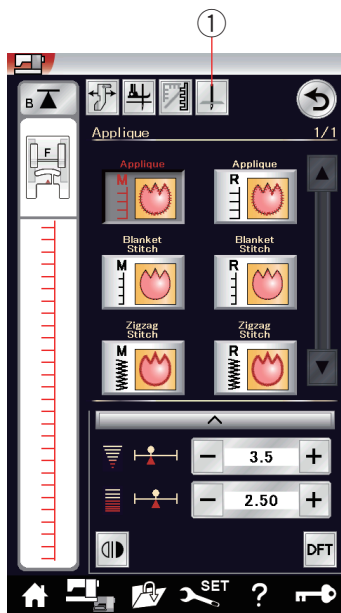 1
B
F
Applique 1/1
Applique Applique
M R
Blanket Blanket
Stitch Stitch
M R
Zigzag Zigzag
Stitch Stitch
M R
− 3.5 +
− 2.50 +
DFT
SET ?